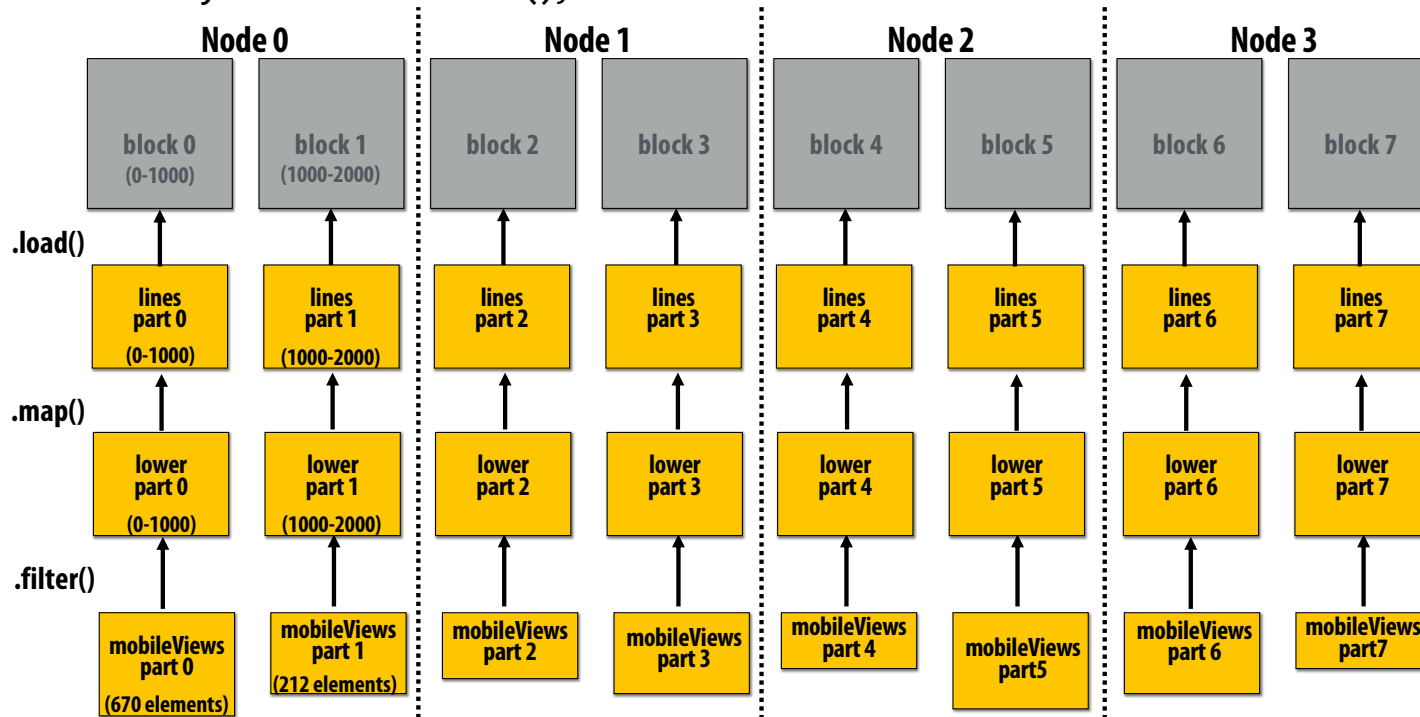 Node 0 Node 1 Node 2 Node 3
block 0 block 1 block 2 block 3 block 4 block 5 block 6 block 7
(0-1000) (1000-2000)
.load()
lines lines lines lines lines lines lines lines
part 0 part 1 part 2 part 3 part 4 part 5 part 6 part 7
(0-1000) (1000-2000)
.map()
lower lower lower lower lower lower lower lower
part 0 part 1 part 2 part 3 part 4 part 5 part 6 part 7
(0-1000) (1000-2000)
.filter()
mobileViews mobileViews mobileViews mobileViews mobileViews mobileViews mobileViews mobileViews
part 0 part 1 part 2 part 3 part 4 part5 part 6 part7
(670 elements) (212 elements)